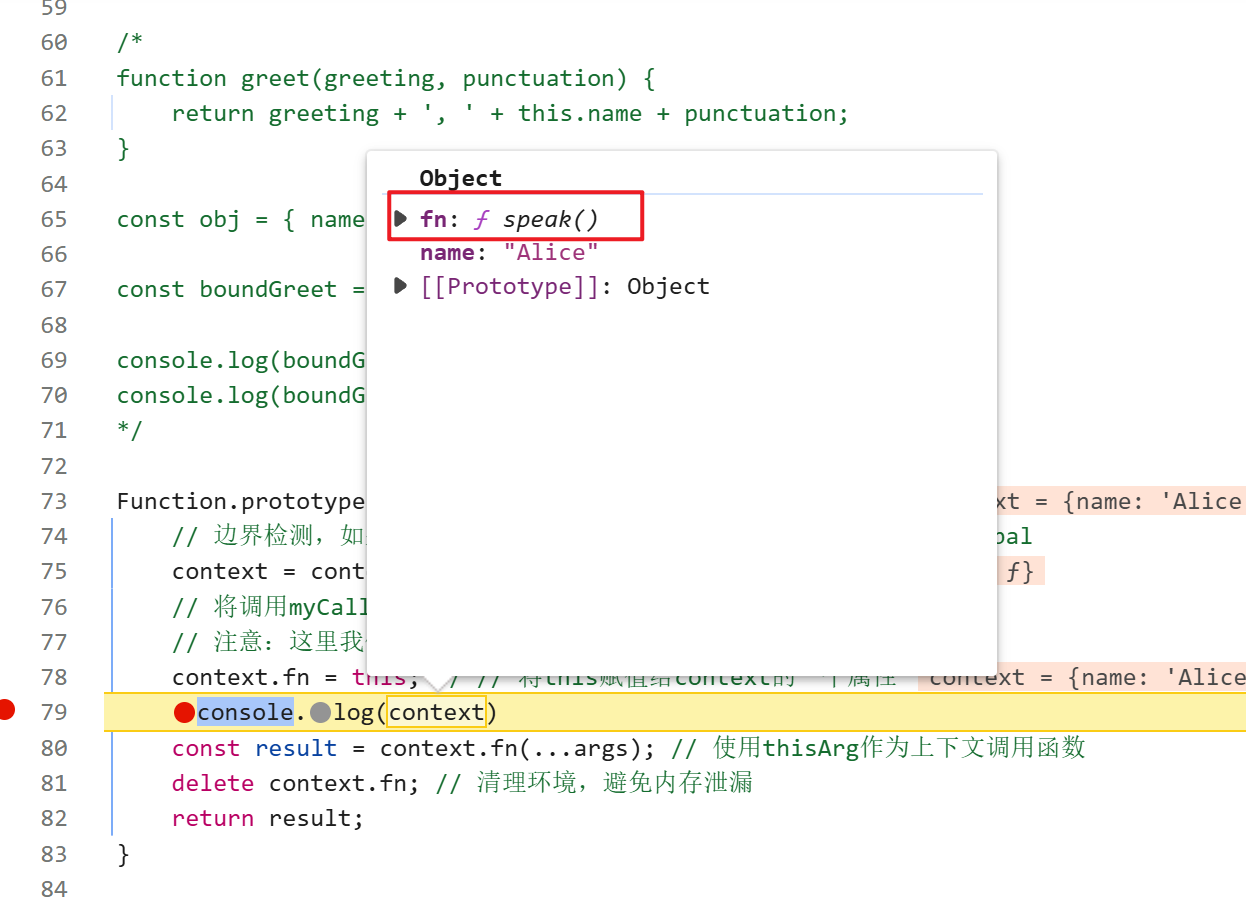 59
60 /*
61 function greet(greeting, punctuation) {
62 return greeting + ', ' + this.name + punctuation;
63 }
64
65 const obj = { name
66
67 const boundGreet =
68
69 console.log(boundG
70 console.log(boundG
71 */
72
73 Function.prototype xt = {name: 'Alice
74 // 边界检测，如 bal
75 context = cont ƒ}
76 // 将调用myCall
77 // 注意：这里我
78 context.fn = this; // // 将this赋值给context的一个属性 context = {name: 'Alice
79 console.log(context)
80 const result = context.fn(...args); // 使用thisArg作为上下文调用函数
81 delete context.fn; // 清理环境，避免内存泄漏
82 return result;
83 }
84
Object
fn: ƒ speak()
name: "Alice"
[[Prototype]]: Object